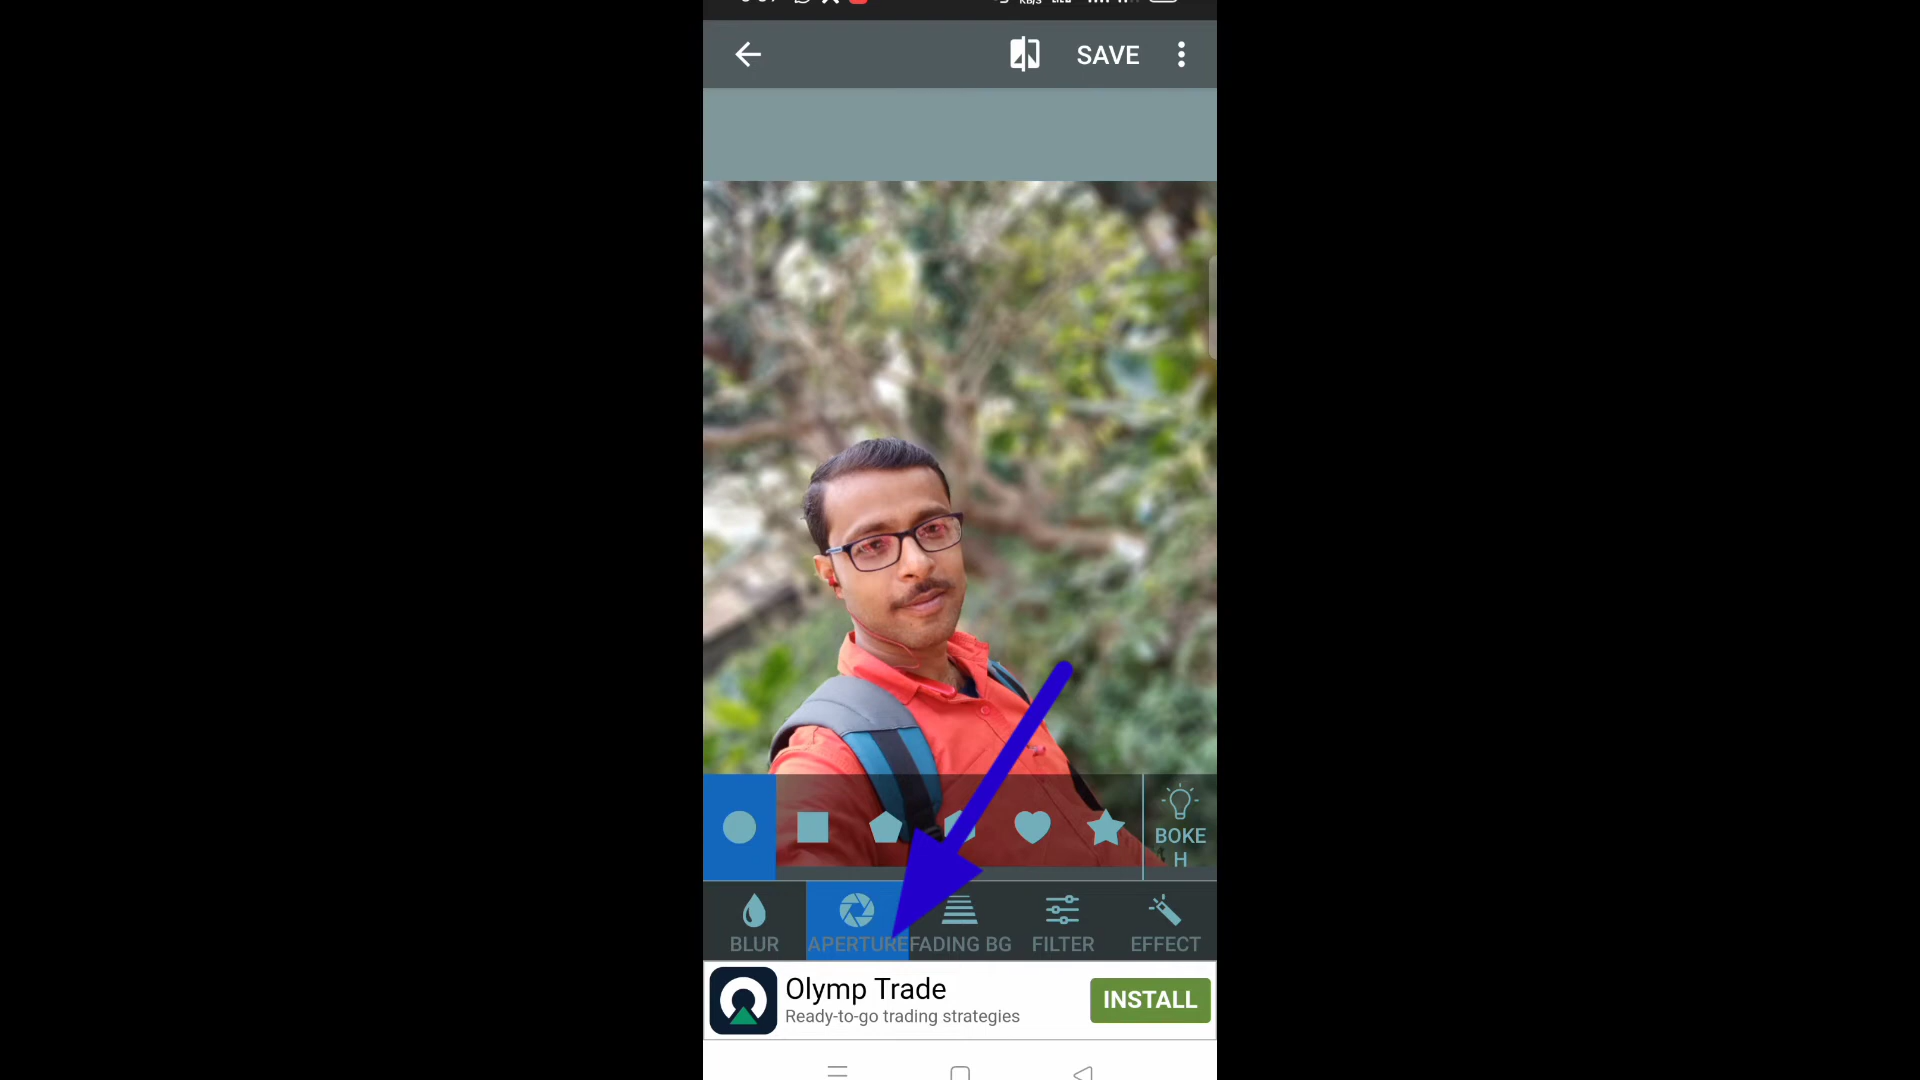 SAVE
BOKE
H
BLUR
APERTURE
FADING BG
FILTER
EFFECT
Olymp Trade
Ready-to-go trading strategies
INSTALL